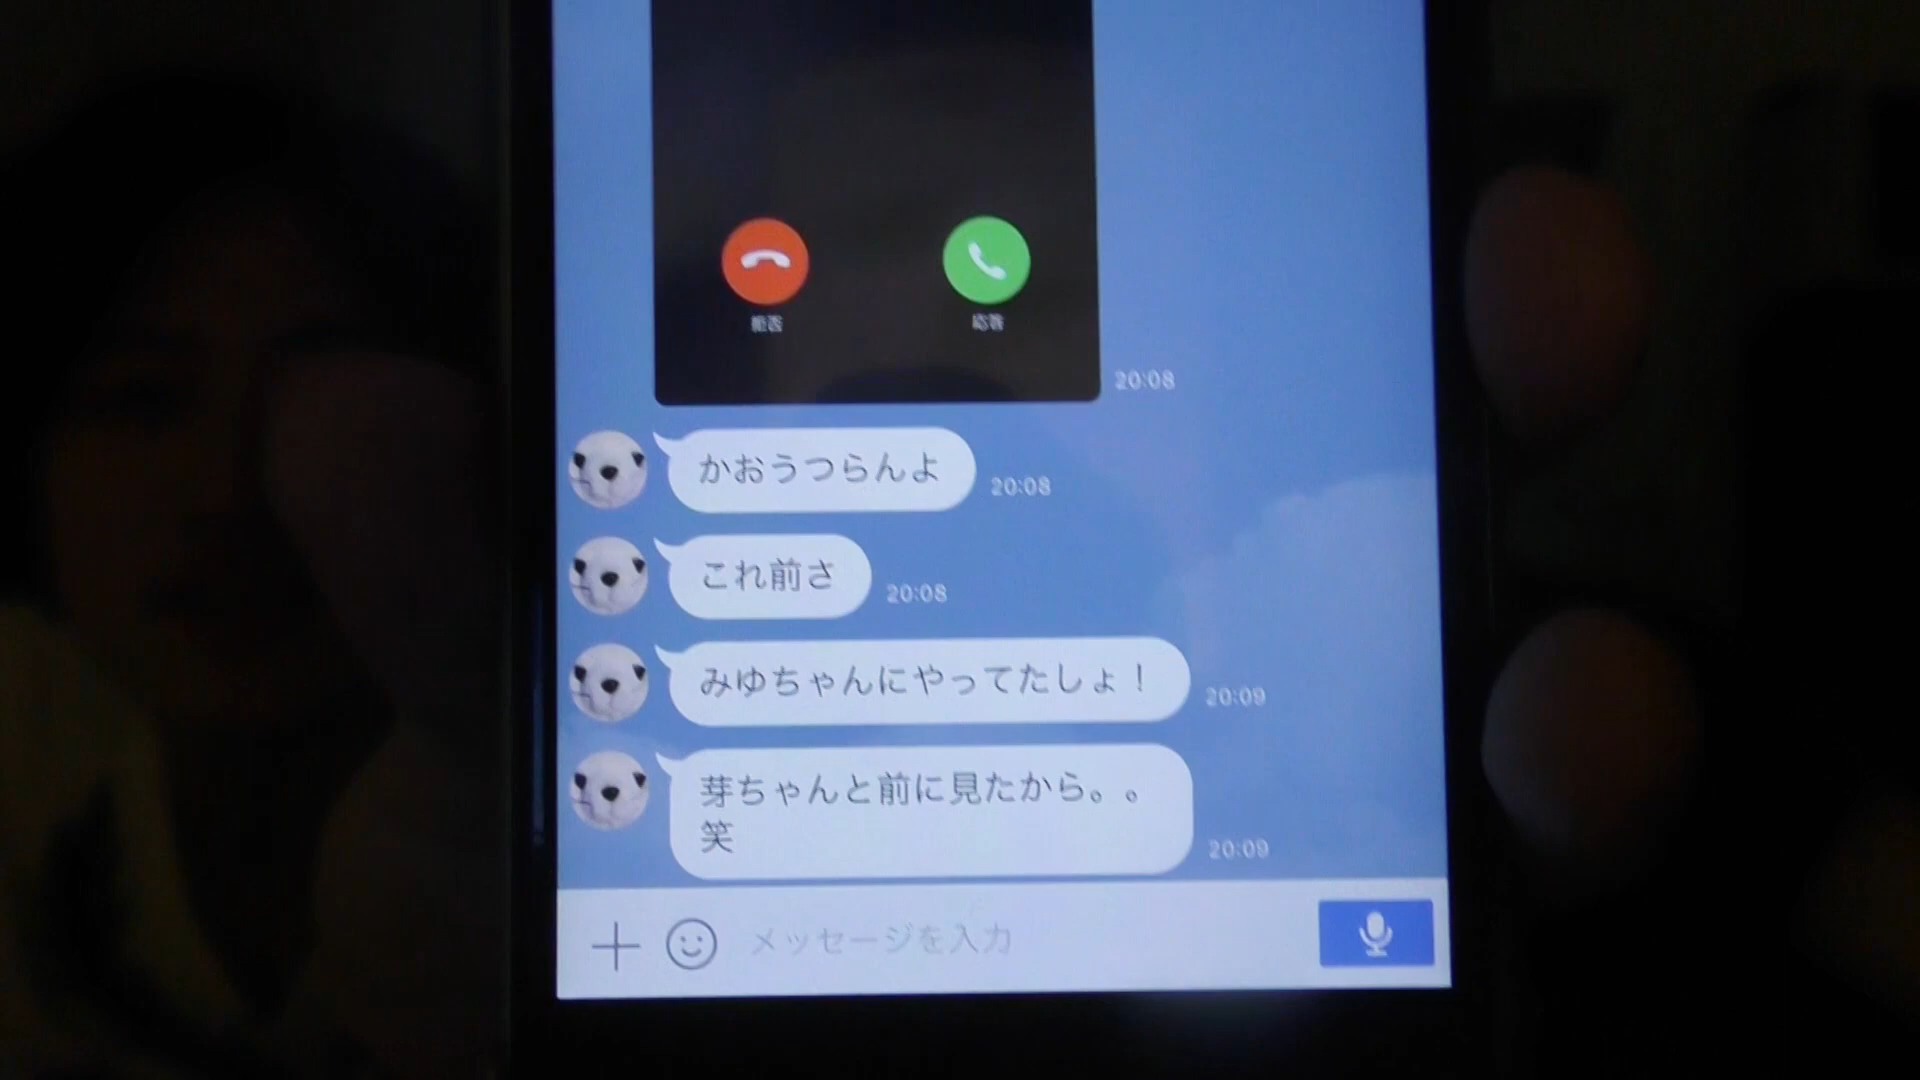 拒否
応答
20:08
かおうつらんよ
20:08
これ前さ
20:08
みゆちゃんにやってたしょ！
20:09
芽ちゃんと前に見たから。。
笑
20:09
メッセージを入力